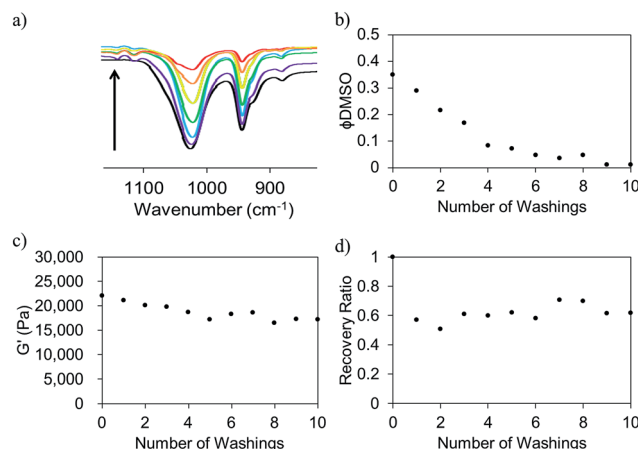 a)
1100 1000 900
Wavenumber (cm⁻¹)
b)
0.5
0.4
0.3
0.2
0.1
0
ϕDMSO
0 2 4 6 8 10
Number of Washings
c)
30,000
25,000
20,000
15,000
10,000
5,000
0
G' (Pa)
0 2 4 6 8 10
Number of Washings
d)
1
0.8
0.6
0.4
0.2
0
Recovery Ratio
0 2 4 6 8 10
Number of Washings